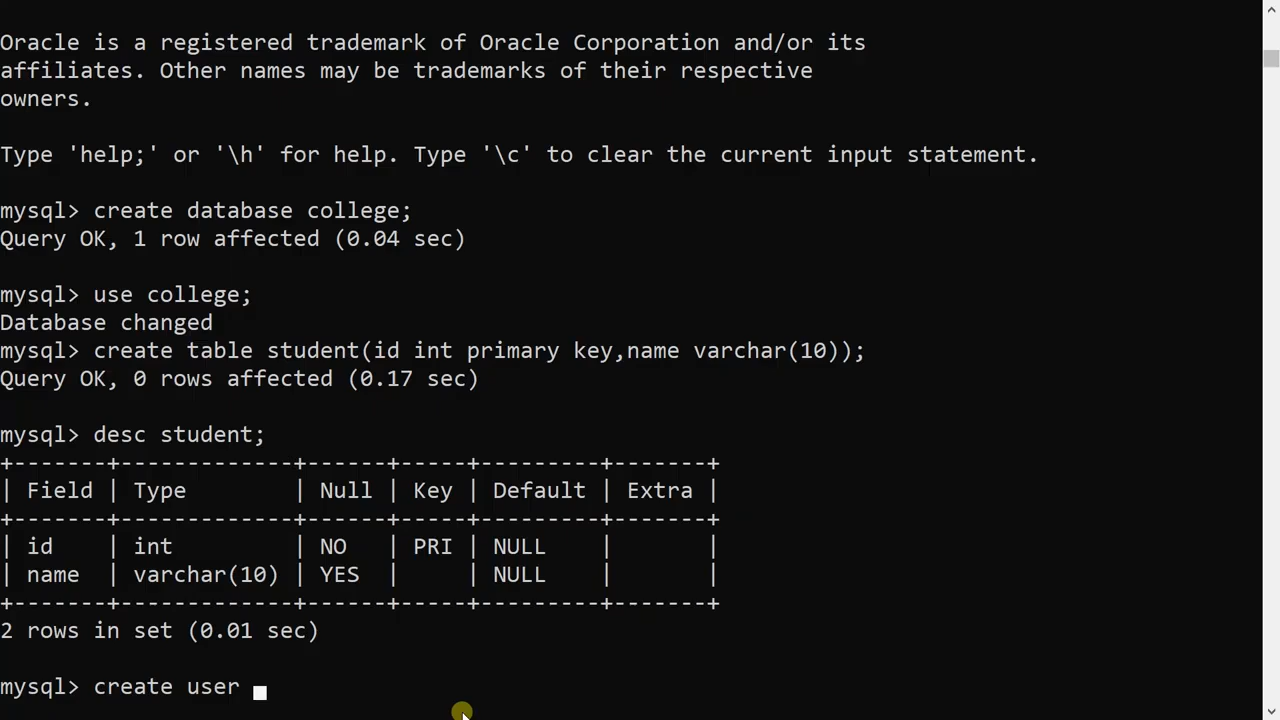 Oracle is a registered trademark of Oracle Corporation and/or its
affiliates. Other names may be trademarks of their respective
owners.
Type 'help;' or '\h' for help. Type '\c' to clear the current input statement.
mysql> create database college;
Query OK, 1 row affected (0.04 sec)
mysql> use college;
Database changed
mysql> create table student(id int primary key,name varchar(10));
Query OK, 0 rows affected (0.17 sec)
mysql> desc student;
+-------+-------------+------+-----+---------+-------+
| Field | Type        | Null | Key | Default | Extra |
+-------+-------------+------+-----+---------+-------+
| id    | int         | NO   | PRI | NULL    |       |
| name  | varchar(10) | YES  |     | NULL    |       |
+-------+-------------+------+-----+---------+-------+
2 rows in set (0.01 sec)
mysql> create user